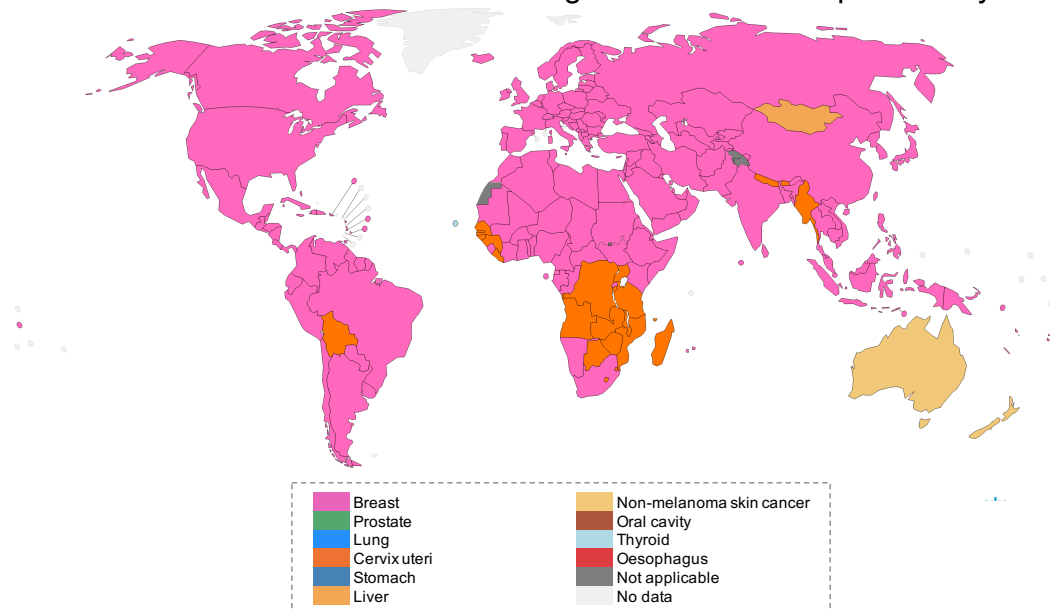 Breast
Prostate
Lung
Cervix uteri
Stomach
Liver
Non-melanoma skin cancer
Oral cavity
Thyroid
Oesophagus
Not applicable
No data